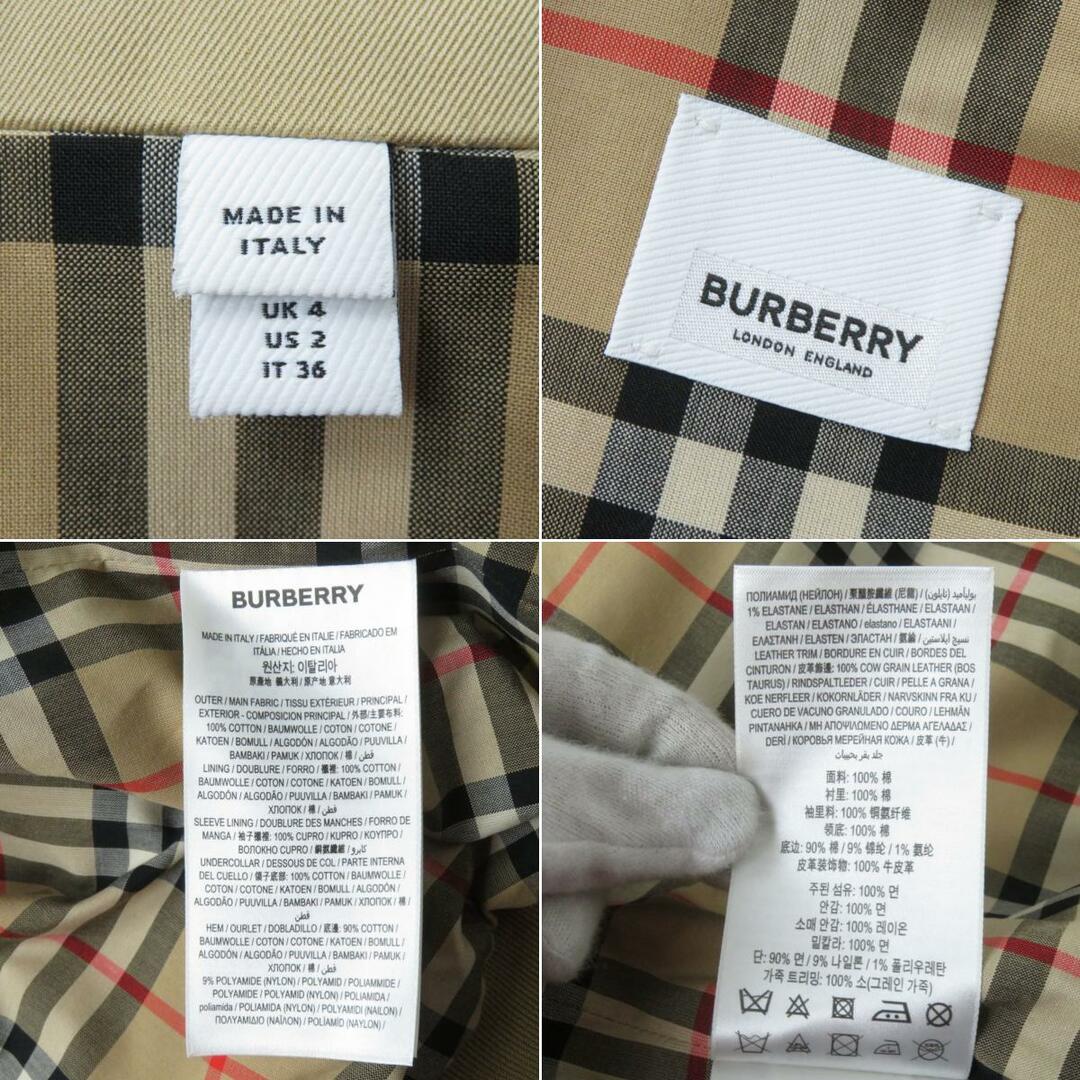 MADE IN
ITALY
UK 4
US 2
IT 36
BURBERRY
LONDON ENGLAND
BURBERRY
MADE IN ITALY / FABRIQUÉ EN ITALIE / FABRICADO EM
ITÁLIA / HECHO EN ITALIA
원산지: 이탈리아
原產地 義大利 / 原产地 意大利
OUTER / MAIN FABRIC / TISSU EXTÉRIEUR / PRINCIPAL /
EXTERIOR - COMPOSICIÓN PRINCIPAL / 外部/主要布料:
100% COTTON / BAUMWOLLE / COTON / COTONE /
KATOEN / BOMULL / ALGODÓN / ALGODÃO / PUUVILLA /
BAMBAKI / PAMUK / ХЛОПОК / 棉 / قطن /
LINING / DOUBLURE / FORRO / 襯裡: 100% COTTON /
BAUMWOLLE / COTON / COTONE / KATOEN / BOMULL /
ALGODÓN / ALGODÃO / PUUVILLA / BAMBAKI / PAMUK /
ХЛОПОК / 棉 / قطن /
SLEEVE LINING / DOUBLURE DES MANCHES / FORRO DE
MANGA / 袖子襯裡: 100% CUPRO / KUPRO / ΚΟΥΠΡΟ /
ВОЛОКНО CUPRO / 銅氨纖維 / كابرو /
UNDERCOLLAR / DESSOUS DE COL / PARTE INTERNA
DEL CUELLO / 領子底部: 100% COTTON / BAUMWOLLE /
COTON / COTONE / KATOEN / BOMULL / ALGODÓN /
ALGODÃO / PUUVILLA / BAMBAKI / PAMUK / ХЛОПОК / 棉 /
قطن
HEM / OURLET / DOBLADILLO / 底邊: 90% COTTON /
BAUMWOLLE / COTON / COTONE / KATOEN / BOMULL /
ALGODÓN / ALGODÃO / PUUVILLA / BAMBAKI / PAMUK /
ХЛОПОК / 棉 / قطن /
9% POLYAMIDE (NYLON) / POLYAMID / POLIAMMIDE /
POLYAMIDE / POLYAMID (NYLON) / POLIAMIDA /
poliamida / POLIAMIDA (NYLON) / POLYAMIDI (NAILON) /
ΠΟΛΥΑΜΙΔΙΟ (ΝΑΪΛΟΝ) / POLİAMİD (NAYLON) /
ПОЛИАМИД (НЕЙЛОН) / 聚醯胺纖維 (尼龍) / بولياميد (نايلون) /
1% ELASTANE / ELASTHAN / ÉLASTHANE / ELASTAAN /
ELASTAN / ELASTANO / elastano / ELASTAANI /
ΕΛΑΣΤΑΝΗ / ELASTEN / ЭЛАСТАН / 氨綸 / نسيج إيلاستين /
LEATHER TRIM / BORDURE EN CUIR / BORDES DEL
CINTURON / 皮革飾邊: 100% COW GRAIN LEATHER (BOS
TAURUS) / RINDSPALTLEDER / CUIR / PELLE A GRANA /
KOE NERFLEER / KOKORNLÄDER / NARVSKINN FRA KU /
CUERO DE VACUNO GRANULADO / COURO / LEHMÄN
PINTANAHKA / ΜΗ ΑΠΟΨΙΛΩΜΕΝΟ ΔΕΡΜΑ ΑΓΕΛΑΔΑΣ /
DERİ / КОРОВЬЯ МЕРЕЙНАЯ КОЖА / 皮革 (牛) /
جلد بقر بحبيبات
面料: 100% 棉
衬里: 100% 棉
袖里料: 100% 铜氨纤维
领底: 100% 棉
底边: 90% 棉 / 9% 锦纶 / 1% 氨纶
皮革装饰物: 100% 牛皮革
주된 섬유: 100% 면
안감: 100% 면
소매 안감: 100% 레이온
밑칼라: 100% 면
단: 90% 면 / 9% 나일론 / 1% 폴리우레탄
가죽 트리밍: 100% 소(그레인 가죽)